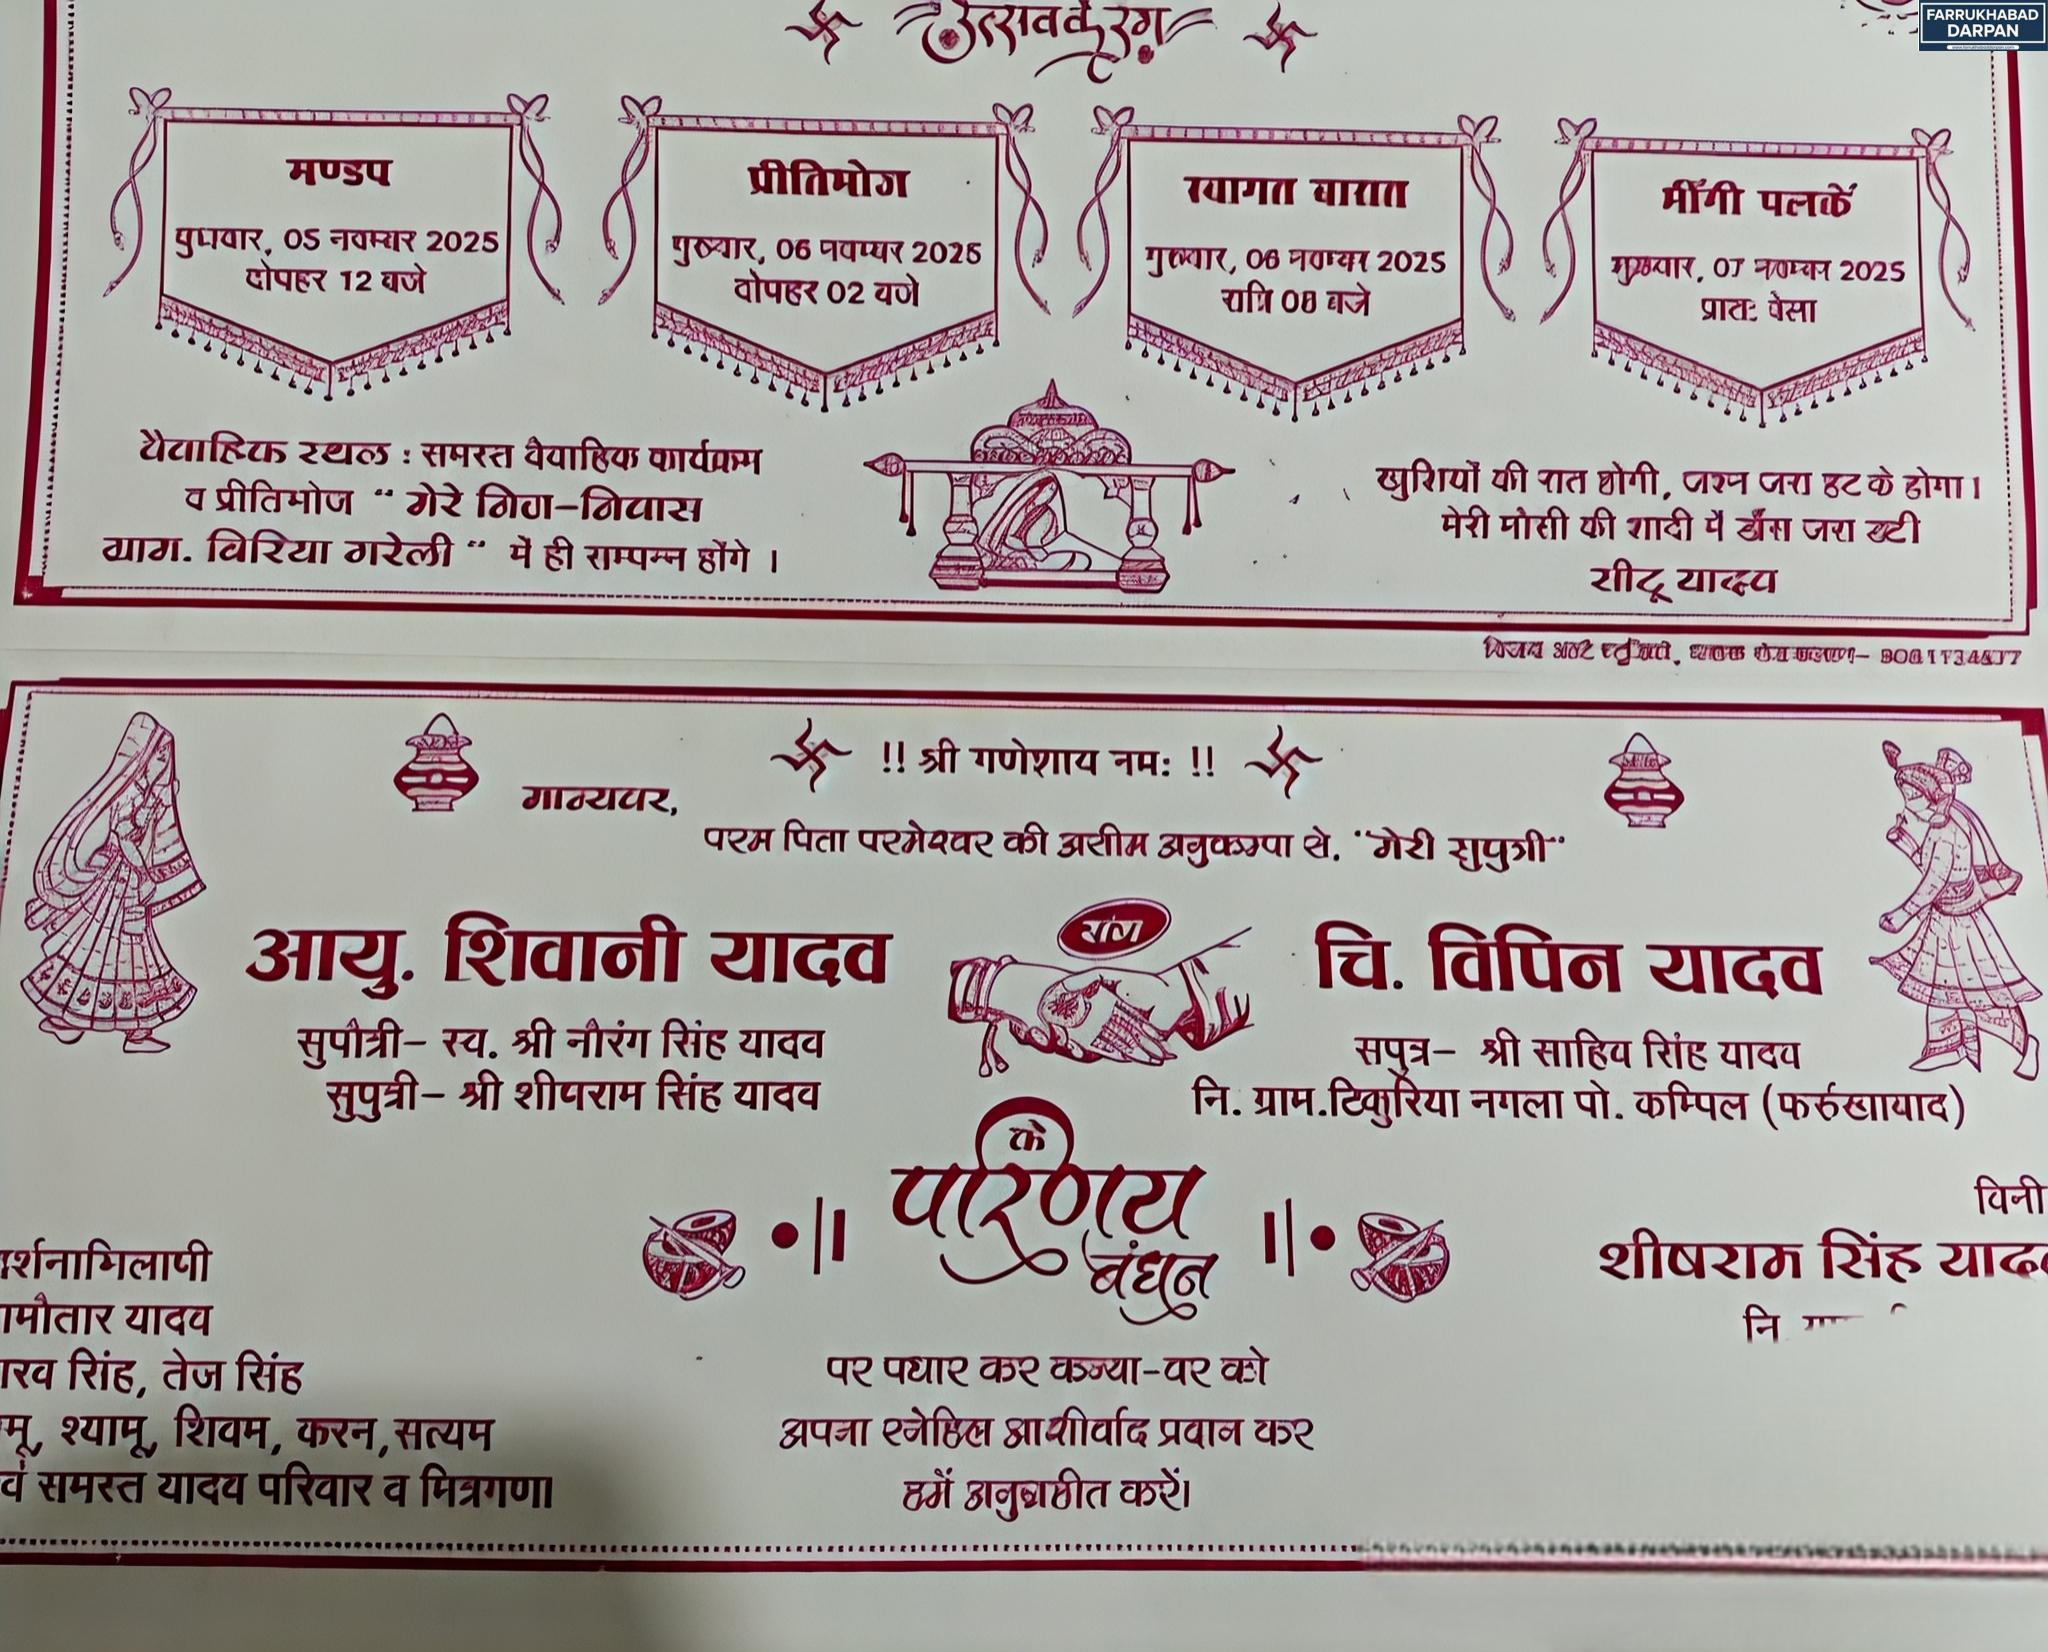 FARRUKHABAD
DARPAN
उत्सव के रंग
मण्डप
बुधवार, 05 नवम्बर 2025
दोपहर 12 बजे
प्रीतिभोज
गुरुवार, 06 नवम्बर 2025
दोपहर 02 बजे
स्वागत बारात
गुरुवार, 06 नवम्बर 2025
रात्रि 08 बजे
भींगी पलकें
07 नवम्बर 2025
प्रातः
वैवाहिक स्थल : समस्त वैवाहिक कार्यक्रम
व प्रीतिभोज " मेरे निज-निवास
ग्राम. " में ही सम्पन्न होंगे ।
खुशियों की रात होगी, जश्न जरा हट के होगा।
मेरी मौसी की शादी में जरा
यादव
!! श्री गणेशाय नमः !!
मान्यवर,
परम पिता परमेश्वर की असीम अनुकम्पा से, "मेरी सुपुत्री"
आयु. शिवानी यादव
संग
चि. विपिन यादव
सुपौत्री- स्व. श्री नौरंग सिंह यादव
सुपुत्री- श्री शीषराम सिंह यादव
सपुत्र- श्री साहिब सिंह यादव
नि. ग्राम.टिकुरिया नगला पो. कम्पिल (फर्रुखाबाद)
के
परिणय
बंधन
पर पधार कर कन्या-वर को
अपना स्नेहिल आशीर्वाद प्रदान कर
हमें अनुग्रहीत करें।
र्शनाभिलाषी
ामौतार यादव
रव सिंह, तेज सिंह
मू, श्यामू, शिवम, करन, सत्यम
वं समस्त यादव परिवार व मित्रगण।
विनी
शीषराम सिंह यादव
नि